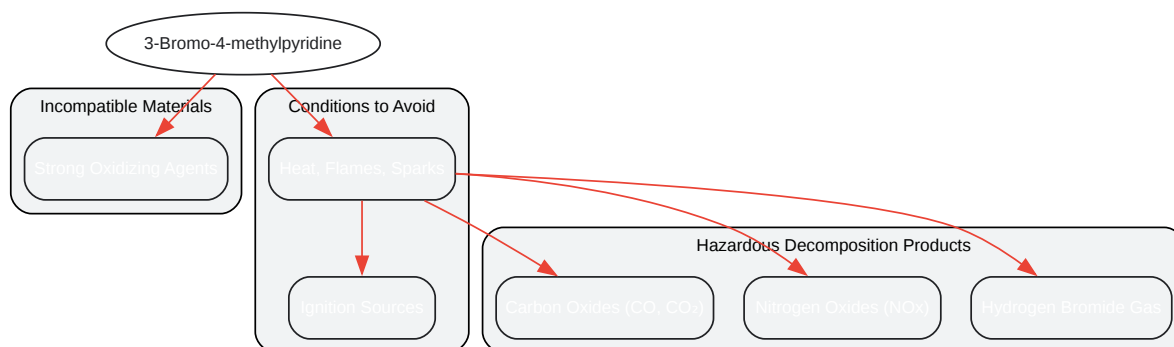 3-Bromo-4-methylpyridine
Incompatible Materials
Conditions to Avoid
Strong Oxidizing Agents
Heat, Flames, Sparks
Hazardous Decomposition Products
Ignition Sources
Carbon Oxides (CO, CO₂)
Nitrogen Oxides (NOx)
Hydrogen Bromide Gas